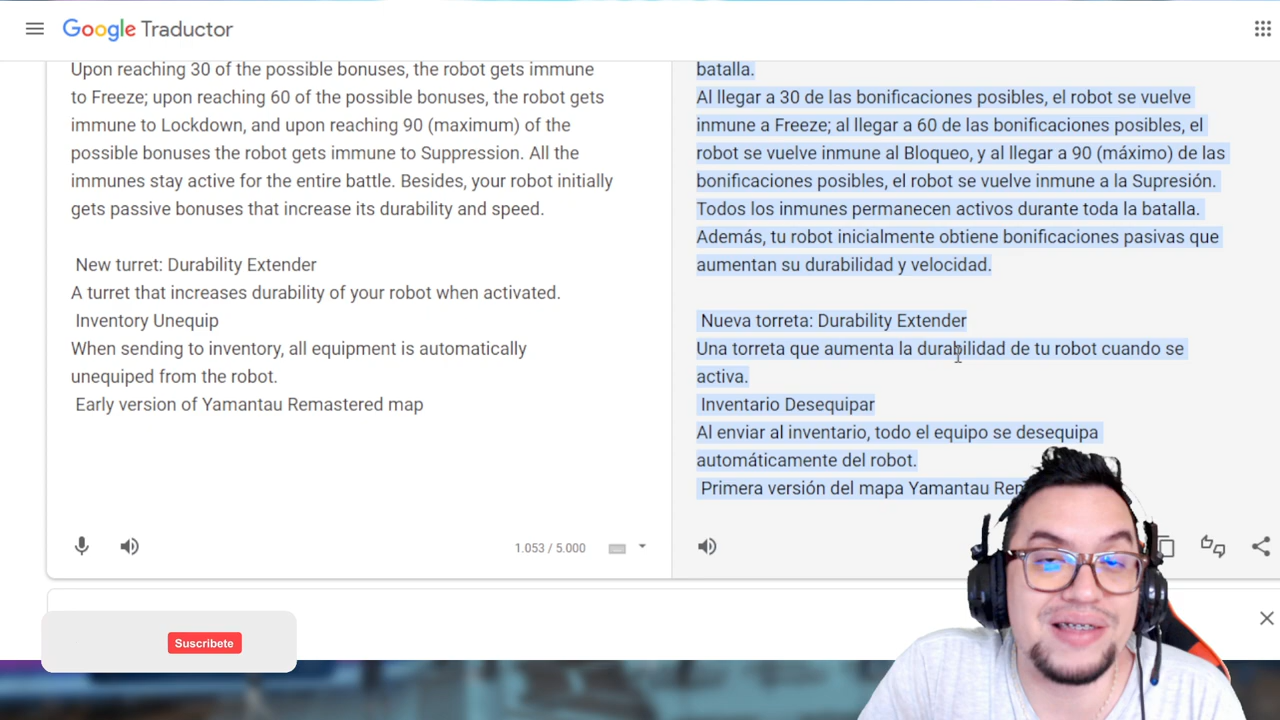 Google Traductor
Upon reaching 30 of the possible bonuses, the robot gets immune
to Freeze; upon reaching 60 of the possible bonuses, the robot gets
immune to Lockdown, and upon reaching 90 (maximum) of the
possible bonuses the robot gets immune to Suppression. All the
immunes stay active for the entire battle. Besides, your robot initially
gets passive bonuses that increase its durability and speed.
New turret: Durability Extender
A turret that increases durability of your robot when activated.
Inventory Unequip
When sending to inventory, all equipment is automatically
unequiped from the robot.
Early version of Yamantau Remastered map
1.053 / 5.000
batalla.
Al llegar a 30 de las bonificaciones posibles, el robot se vuelve
inmune a Freeze; al llegar a 60 de las bonificaciones posibles, el
robot se vuelve inmune al Bloqueo, y al llegar a 90 (máximo) de las
bonificaciones posibles, el robot se vuelve inmune a la Supresión.
Todos los inmunes permanecen activos durante toda la batalla.
Además, tu robot inicialmente obtiene bonificaciones pasivas que
aumentan su durabilidad y velocidad.
Nueva torreta: Durability Extender
Una torreta que aumenta la durabilidad de tu robot cuando se
activa.
Inventario Desequipar
Al enviar al inventario, todo el equipo se desequipa
automáticamente del robot.
Primera versión del mapa Yamantau
Suscribete